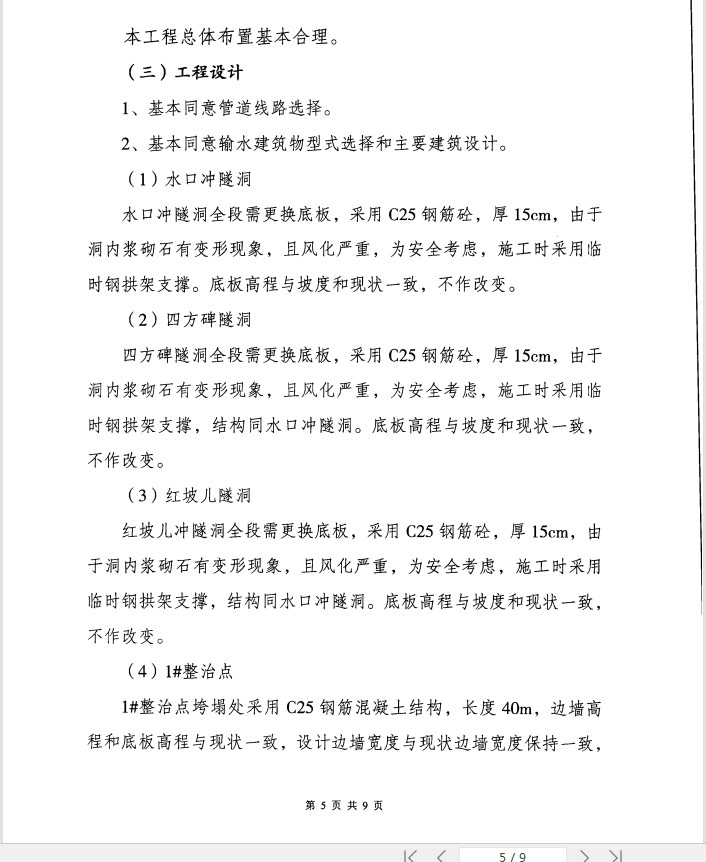 本工程总体布置基本合理。
（三）工程设计
1、基本同意管道线路选择。
2、基本同意输水建筑物型式选择和主要建筑设计。
（1）水口冲隧洞
水口冲隧洞全段需更换底板，采用 C25 钢筋砼，厚 15cm，由于
洞内浆砌石有变形现象，且风化严重，为安全考虑，施工时采用临
时钢拱架支撑。底板高程与坡度和现状一致，不作改变。
（2）四方碑隧洞
四方碑隧洞全段需更换底板，采用 C25 钢筋砼，厚 15cm，由于
洞内浆砌石有变形现象，且风化严重，为安全考虑，施工时采用临
时钢拱架支撑，结构同水口冲隧洞。底板高程与坡度和现状一致，
不作改变。
（3）红坡儿隧洞
红坡儿冲隧洞全段需更换底板，采用 C25 钢筋砼，厚 15cm，由
于洞内浆砌石有变形现象，且风化严重，为安全考虑，施工时采用
临时钢拱架支撑，结构同水口冲隧洞。底板高程与坡度和现状一致，
不作改变。
（4）1#整治点
1#整治点垮塌处采用 C25 钢筋混凝土结构，长度 40m，边墙高
程和底板高程与现状一致，设计边墙宽度与现状边墙宽度保持一致，
第 5 页 共 9 页
5 / 9